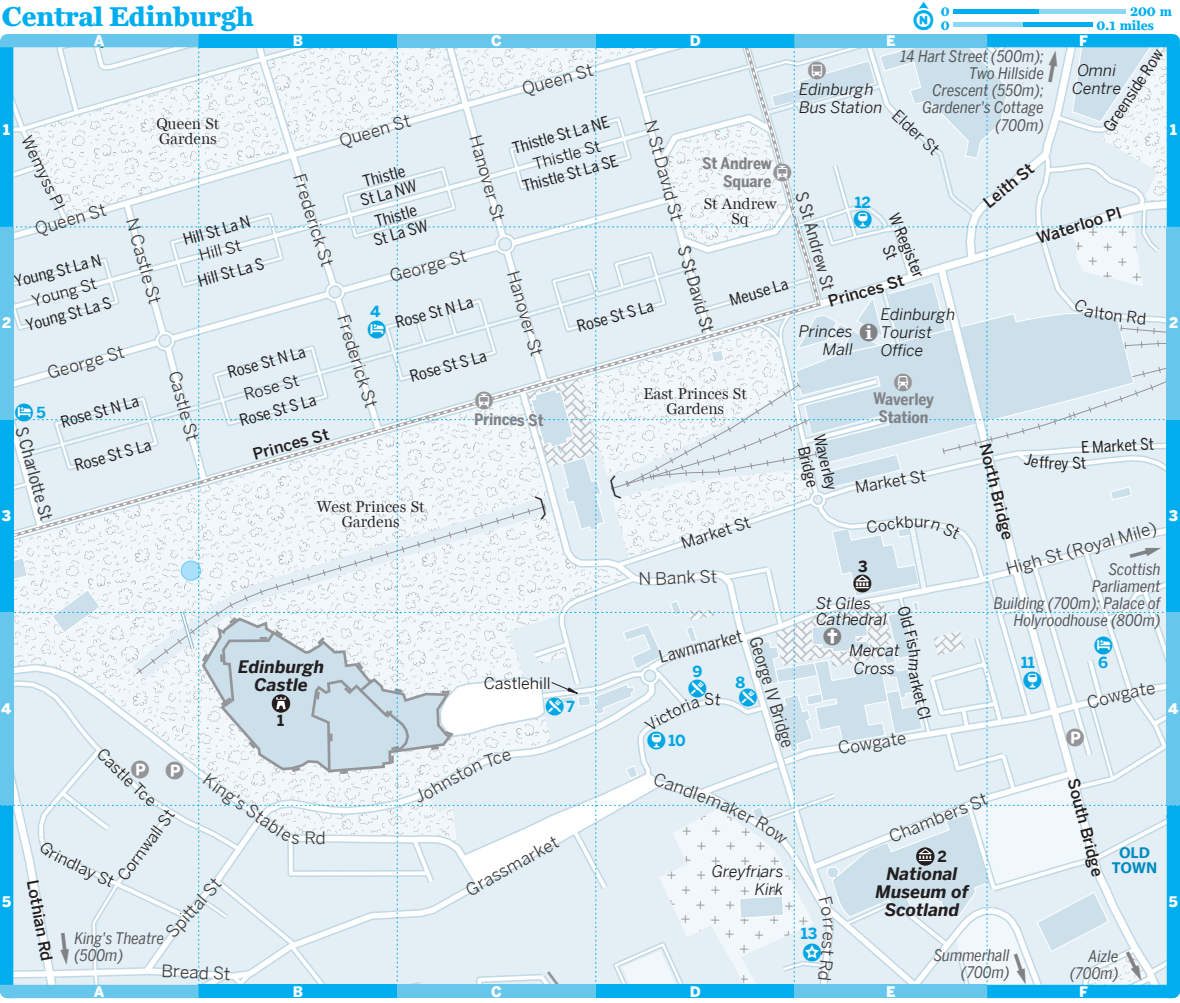 Central Edinburgh
N
0
200 m
0
0.1 miles
A
B
C
D
E
F
1
2
3
4
5
1
2
3
4
5
A
B
C
D
E
F
14 Hart Street (500m);
Two Hillside
Crescent (550m);
Gardener's Cottage
(700m)
Omni
Centre
Greenside Row
Edinburgh
Bus Station
Elder St
Leith St
Queen St
Queen St
Queen St
Queen St
Gardens
Wemyss Pl
Thistle St La NE
Thistle St
Thistle St La SE
Thistle
St La NW
Thistle
St La SW
Hanover St
N St David St
St Andrew
Square
St Andrew
Sq
S St Andrew St
12
W Register
St
Waterloo Pl
Frederick St
N Castle St
Hill St La N
Hill St
Hill St La S
Young St La N
Young St
Young St La S
George St
George St
Hanover St
S St David St
Meuse La
Princes St
Calton Rd
4
Rose St N La
Rose St S La
Rose St S La
Frederick St
Rose St N La
Rose St
Rose St S La
Castle St
5
Rose St N La
Rose St S La
S Charlotte St
Princes St
Princes St
Princes
Mall
i
Edinburgh
Tourist
Office
Waverley
Station
East Princes St
Gardens
Waverley
Bridge
North Bridge
E Market St
Jeffrey St
Market St
Market St
Cockburn St
West Princes St
Gardens
N Bank St
3
High St (Royal Mile)
Scottish
Parliament
Building (700m); Palace of
Holyroodhouse (800m)
St Giles
Cathedral
Mercat
Cross
Old Fishmarket Cl
Lawnmarket
George IV Bridge
Edinburgh
Castle
1
Castlehill
7
9
8
Victoria St
10
11
6
Cowgate
Cowgate
P
Johnston Tce
P
P
Castle Tce
King's Stables Rd
Cornwall St
Grindlay St
Spittal St
Lothian Rd
King's Theatre
(500m)
Bread St
Grassmarket
Candlemaker Row
Greyfriars
Kirk
Chambers St
2
National
Museum of
Scotland
South Bridge
OLD
TOWN
13
Forrest Rd
Summerhall
(700m)
Aizle
(700m)